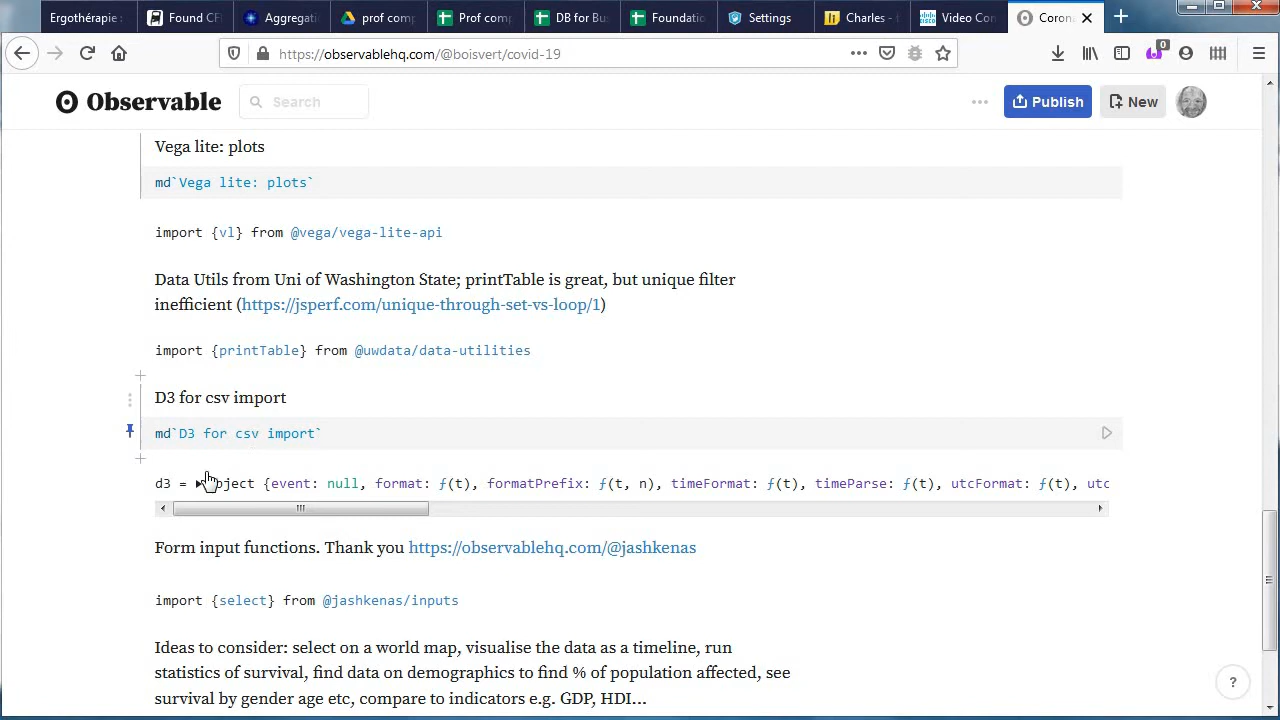 Ergothérapie :
Found CF
Aggregati
prof comp
Prof comp
DB for Bu
Foundatio
Settings
Charles -
Video Con
Coron
https://observablehq.com/@boisvert/covid-19
0
Observable
Search
Publish
New
Vega lite: plots
md`Vega lite: plots`
import {vl} from @vega/vega-lite-api
Data Utils from Uni of Washington State; printTable is great, but unique filter
inefficient (https://jsperf.com/unique-through-set-vs-loop/1)
import {printTable} from @uwdata/data-utilities
D3 for csv import
md`D3 for csv import`
d3 = ▸Object {event: null, format: ƒ(t), formatPrefix: ƒ(t, n), timeFormat: ƒ(t), timeParse: ƒ(t), utcFormat: ƒ(t), utc
Form input functions. Thank you https://observablehq.com/@jashkenas
import {select} from @jashkenas/inputs
Ideas to consider: select on a world map, visualise the data as a timeline, run
statistics of survival, find data on demographics to find % of population affected, see
survival by gender age etc, compare to indicators e.g. GDP, HDI...
?